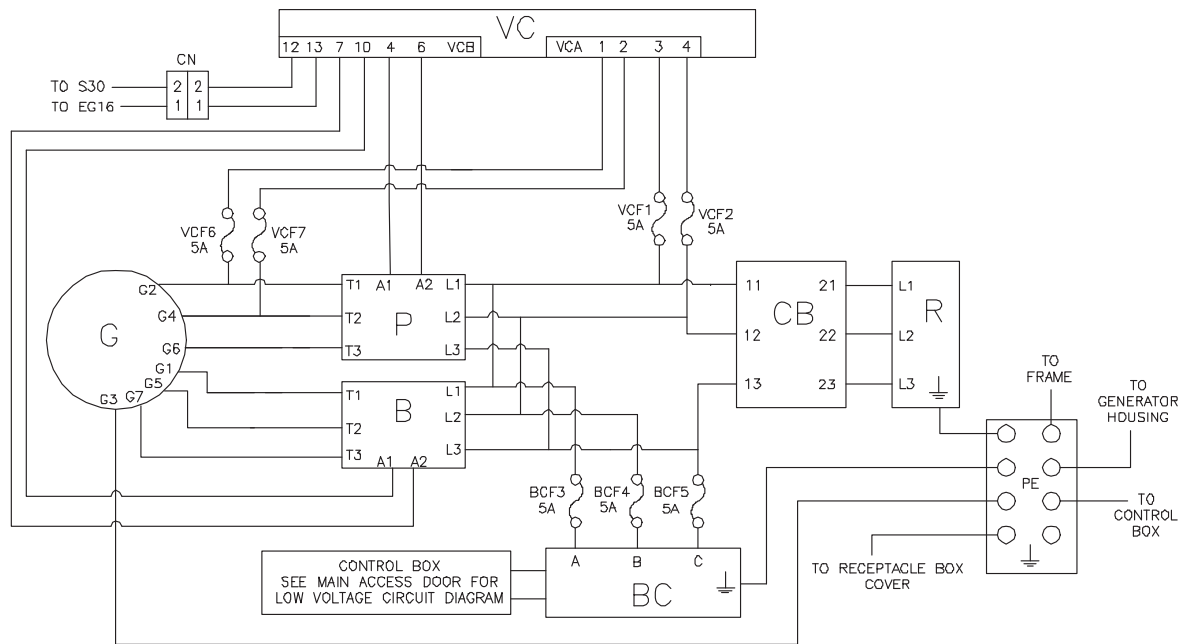 VC
12 13 7 10 4 6 VCB
VCA 1 2 3 4
CN
TO S30 2 2
TO EG16 1 1
VCF6
5A
VCF7
5A
VCF1
5A
VCF2
5A
G
G2
G4
G6
G1
G5
G7
G3
T1 A1 A2 L1
T2 P L2
T3 L3
T1 L1
T2 B L2
T3 L3
A1 A2
11 21
12 CB 22
13 23
L1
R
L2
L3
TO
FRAME
TO
GENERATOR
HOUSING
PE
TO
CONTROL
BOX
TO RECEPTACLE BOX
COVER
BCF3
5A
BCF4
5A
BCF5
5A
A B C
BC
CONTROL BOX
SEE MAIN ACCESS DOOR FOR
LOW VOLTAGE CIRCUIT DIAGRAM